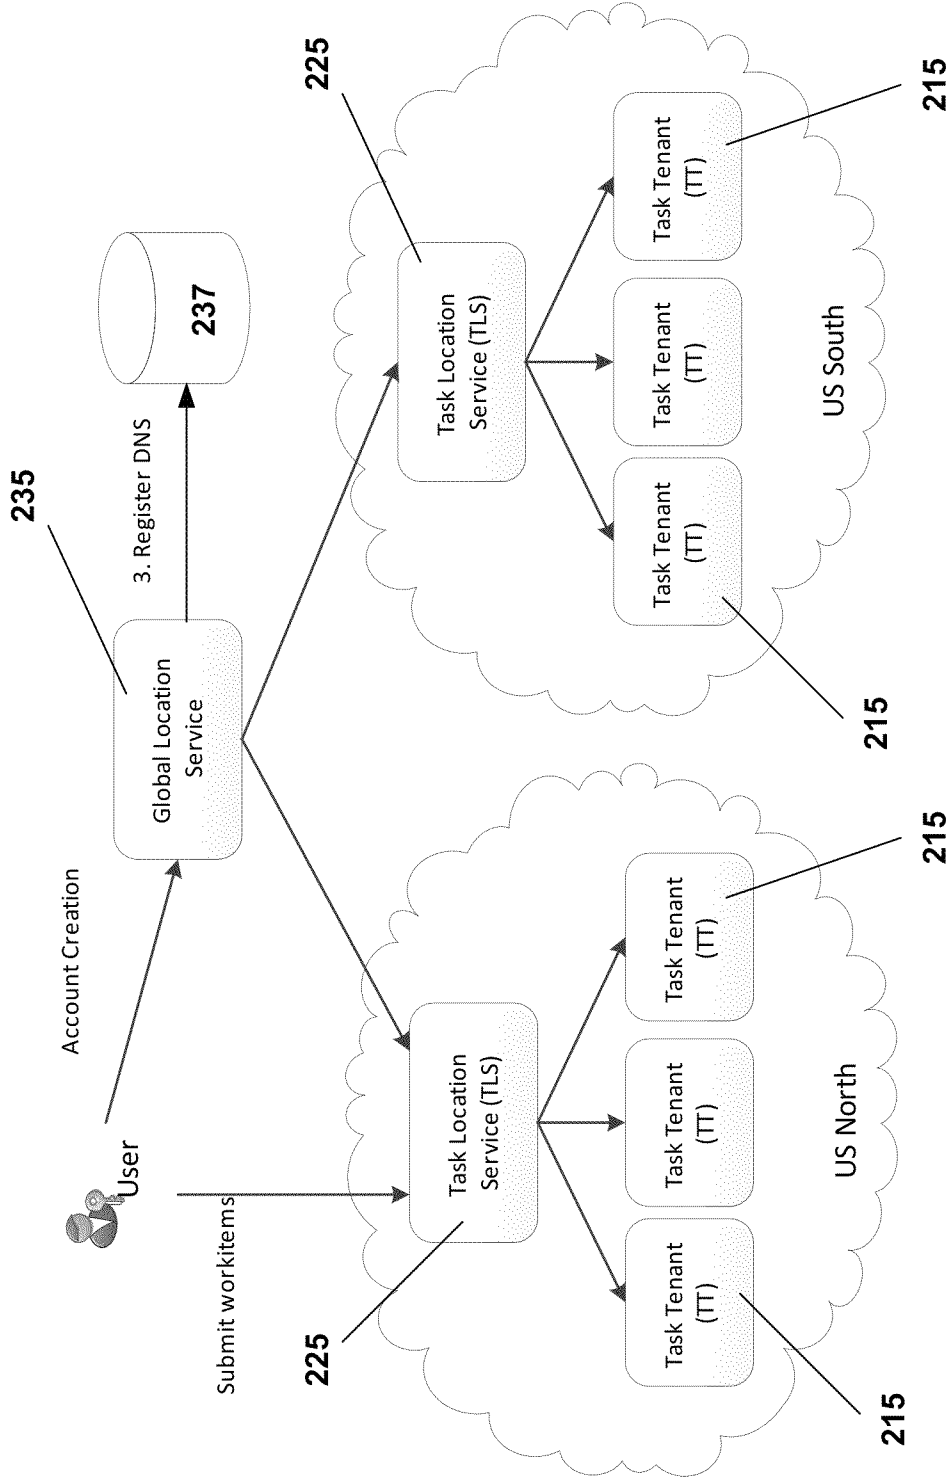 235
225
Account Creation
Global Location
Service
3. Register DNS
237
User
Submit workitems
225
Task Location
Service (TLS)
Task Location
Service (TLS)
Task Tenant
(TT)
Task Tenant
(TT)
Task Tenant
(TT)
Task Tenant
(TT)
Task Tenant
(TT)
Task Tenant
(TT)
US North
US South
215
215
215
215